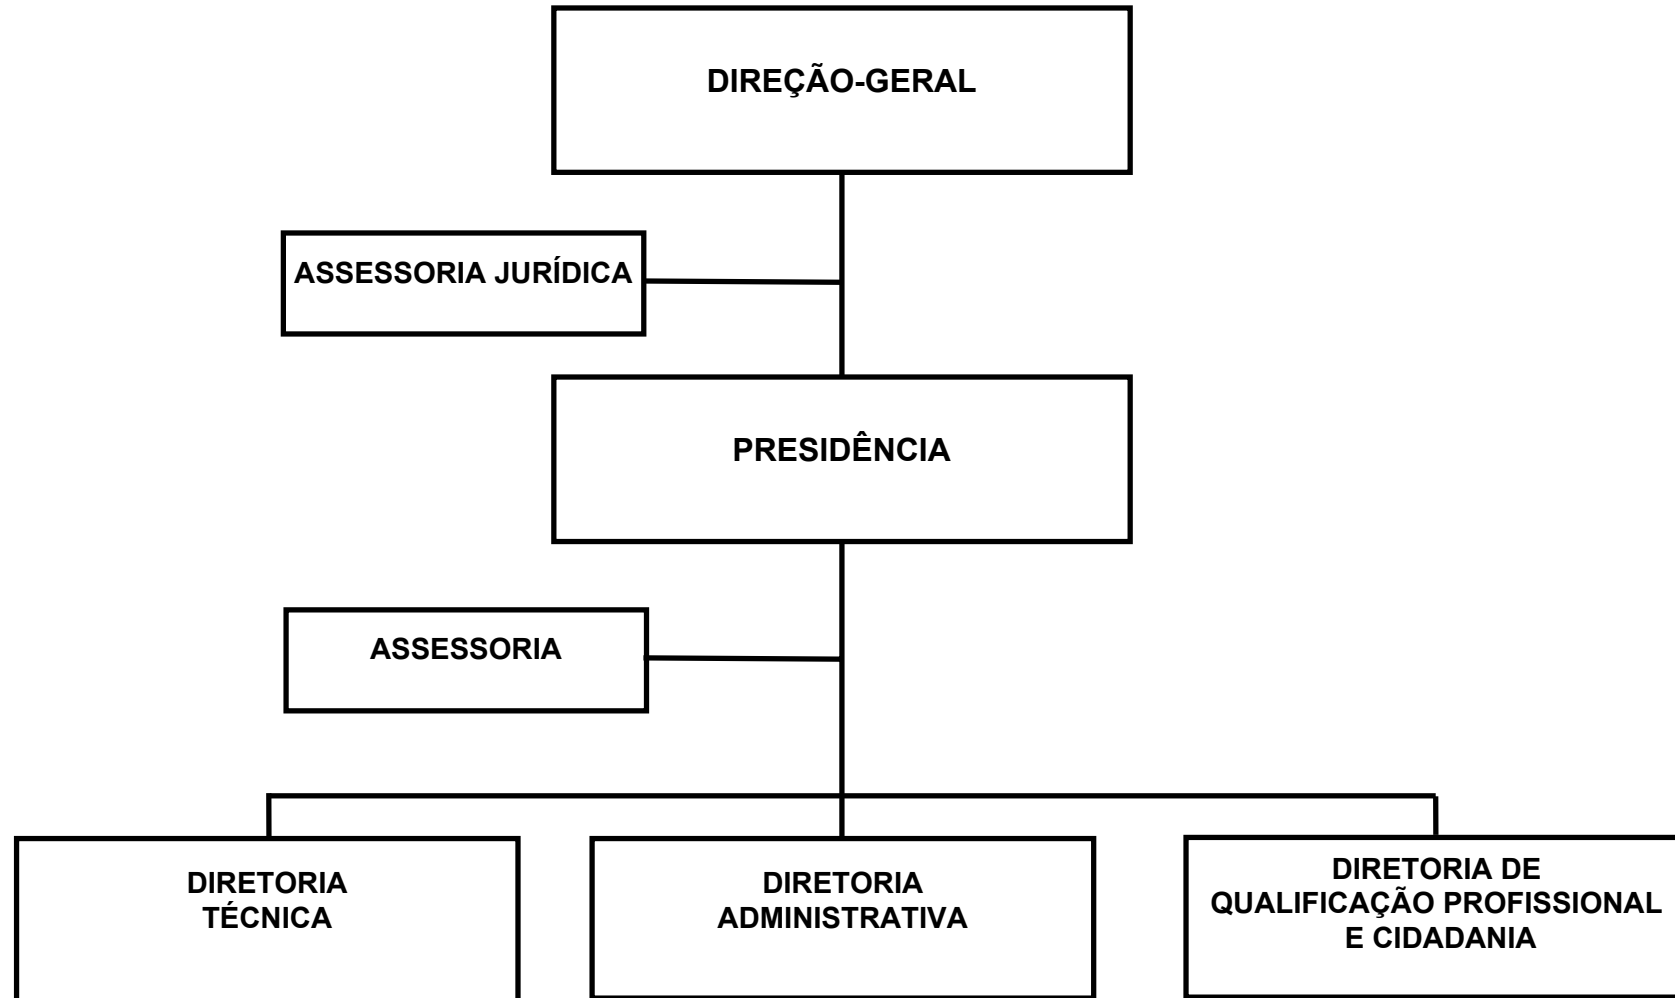 DIREÇÃO-GERAL
ASSESSORIA JURÍDICA
PRESIDÊNCIA
ASSESSORIA
DIRETORIA
TÉCNICA
DIRETORIA
ADMINISTRATIVA
DIRETORIA DE
QUALIFICAÇÃO PROFISSIONAL
E CIDADANIA